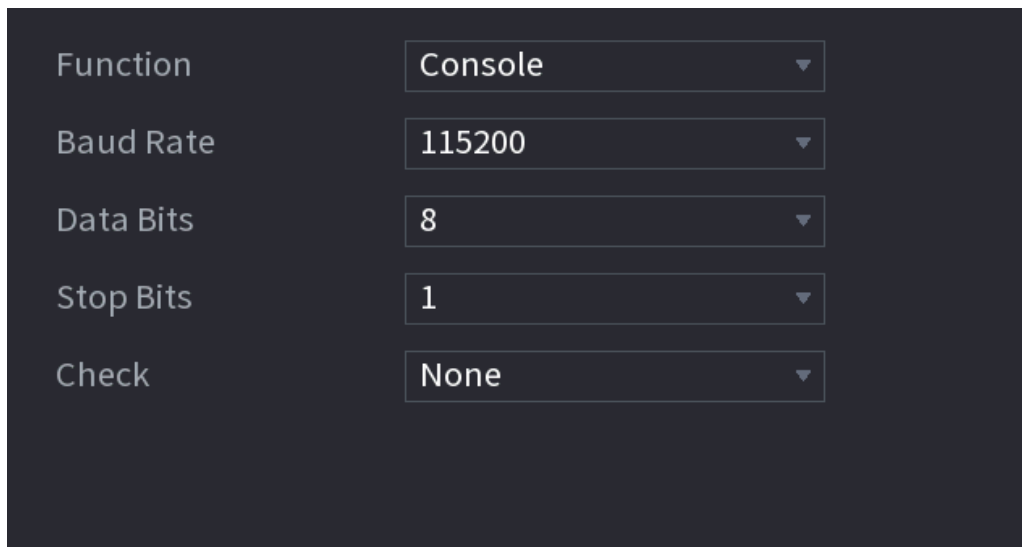 Function Console
Baud Rate 115200
Data Bits 8
Stop Bits 1
Check None